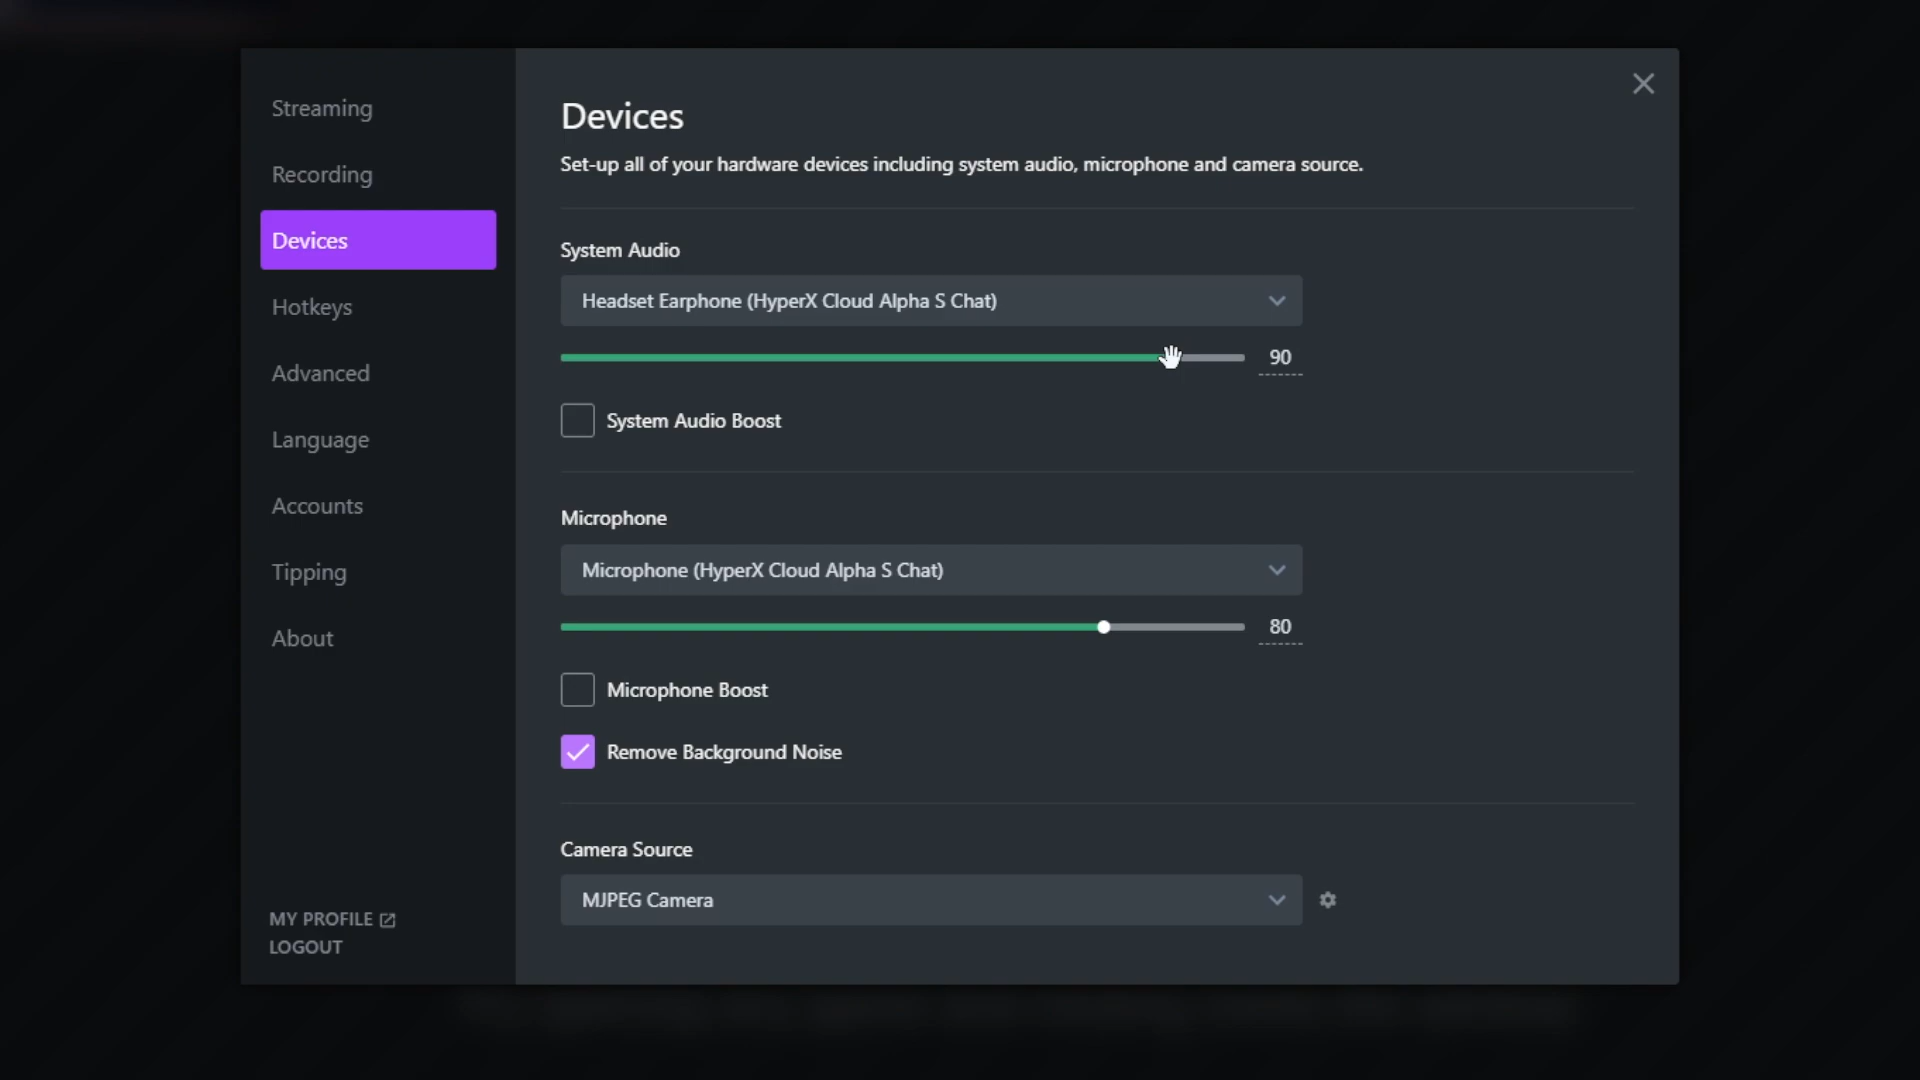 Streaming
Recording
Devices
Hotkeys
Advanced
Language
Accounts
Tipping
About
MY PROFILE
LOGOUT
Devices
Set-up all of your hardware devices including system audio, microphone and camera source.
System Audio
Headset Earphone (HyperX Cloud Alpha S Chat)
90
System Audio Boost
Microphone
Microphone (HyperX Cloud Alpha S Chat)
80
Microphone Boost
Remove Background Noise
Camera Source
MJPEG Camera